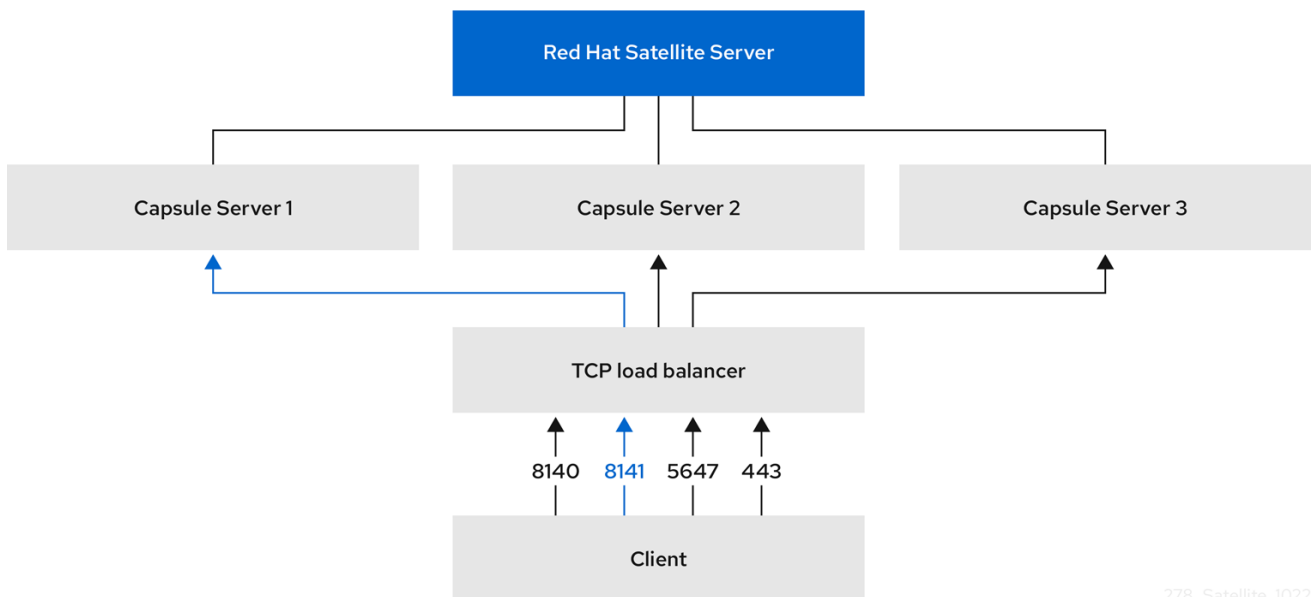 Red Hat Satellite Server
Capsule Server 1
Capsule Server 2
Capsule Server 3
TCP load balancer
8140
8141
5647
443
Client
278_Satellite_1022